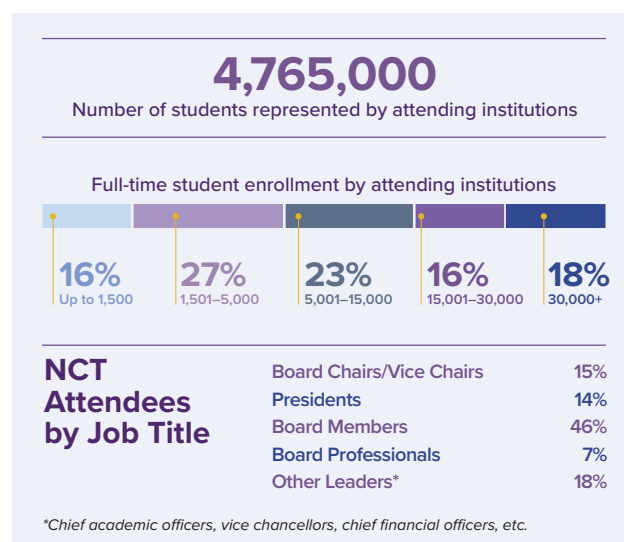 4,765,000
Number of students represented by attending institutions
Full-time student enrollment by attending institutions
16%
Up to 1,500
27%
1,501–5,000
23%
5,001–15,000
16%
15,001–30,000
18%
30,000+
NCT
Attendees
by Job Title
Board Chairs/Vice Chairs 15%
Presidents 14%
Board Members 46%
Board Professionals 7%
Other Leaders* 18%
*Chief academic officers, vice chancellors, chief financial officers, etc.